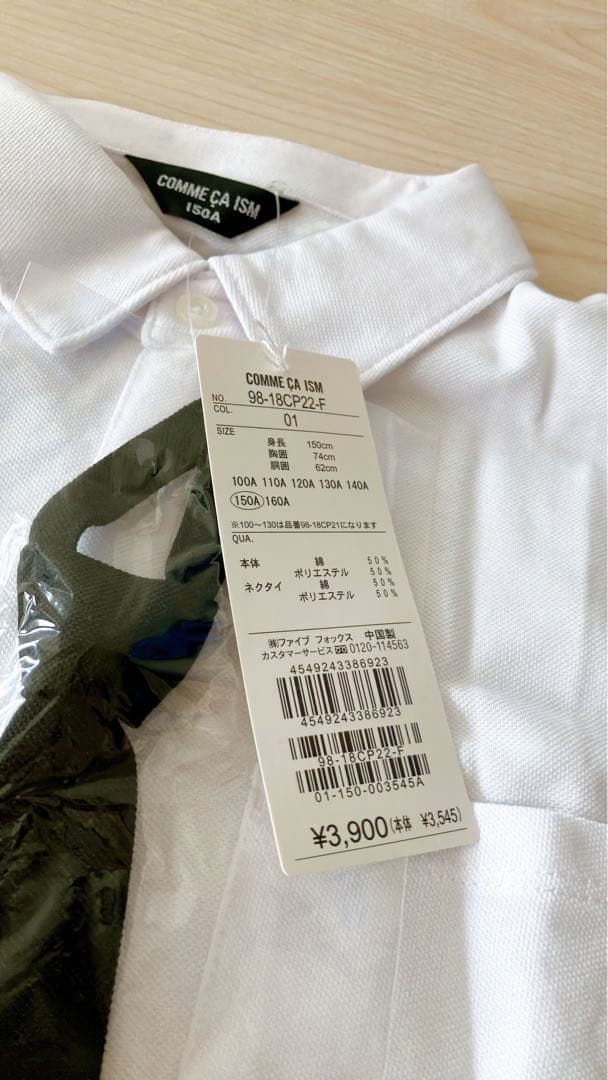 COMME ÇA ISM
150A
COMME ÇA ISM
NO. 98-18CP22-F
COL. 01
SIZE
身長 150cm
胸囲 74cm
胴囲 62cm
100A 110A 120A 130A 140A
150A 160A
※100〜130は品番98-18CP21になります
QUA.
本体 綿 50%
ポリエステル 50%
ネクタイ 綿 50%
ポリエステル 50%
㈱ファイブ フォックス 中国製
カスタマーサービス 0120-114563
4549243386923
4549243386923
98-18CP22-F
01-150-003545A
¥3,900(本体 ¥3,545)